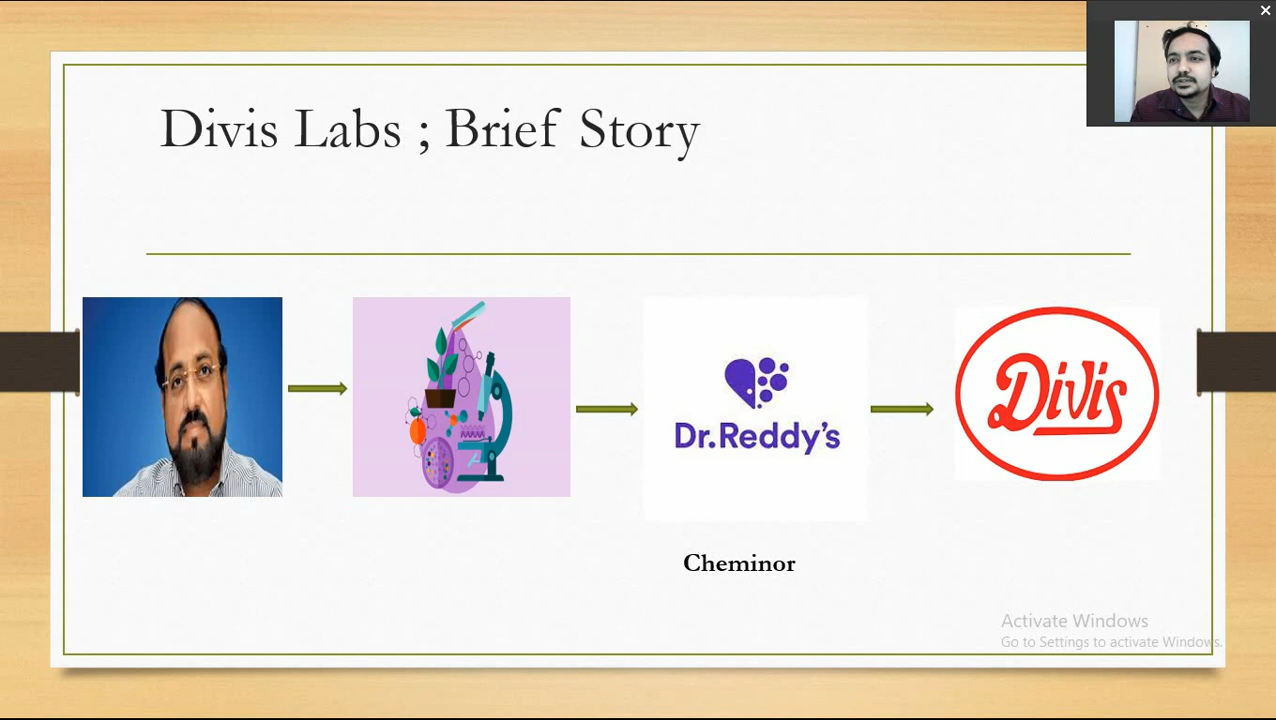 Divis Labs ; Brief Story
Dr.Reddy's
Divis
Cheminor
Activate Windows
Go to Settings to activate Windows.